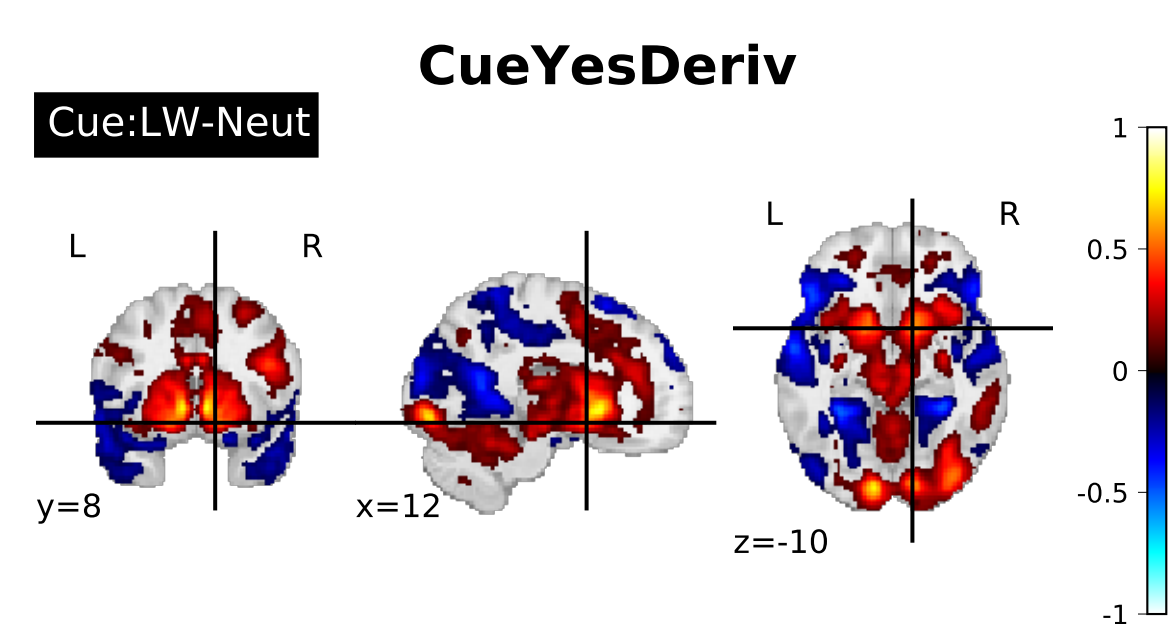 CueYesDeriv
Cue:LW-Neut
L R
y=8
x=12
L R
z=-10
1
0.5
0
-0.5
-1